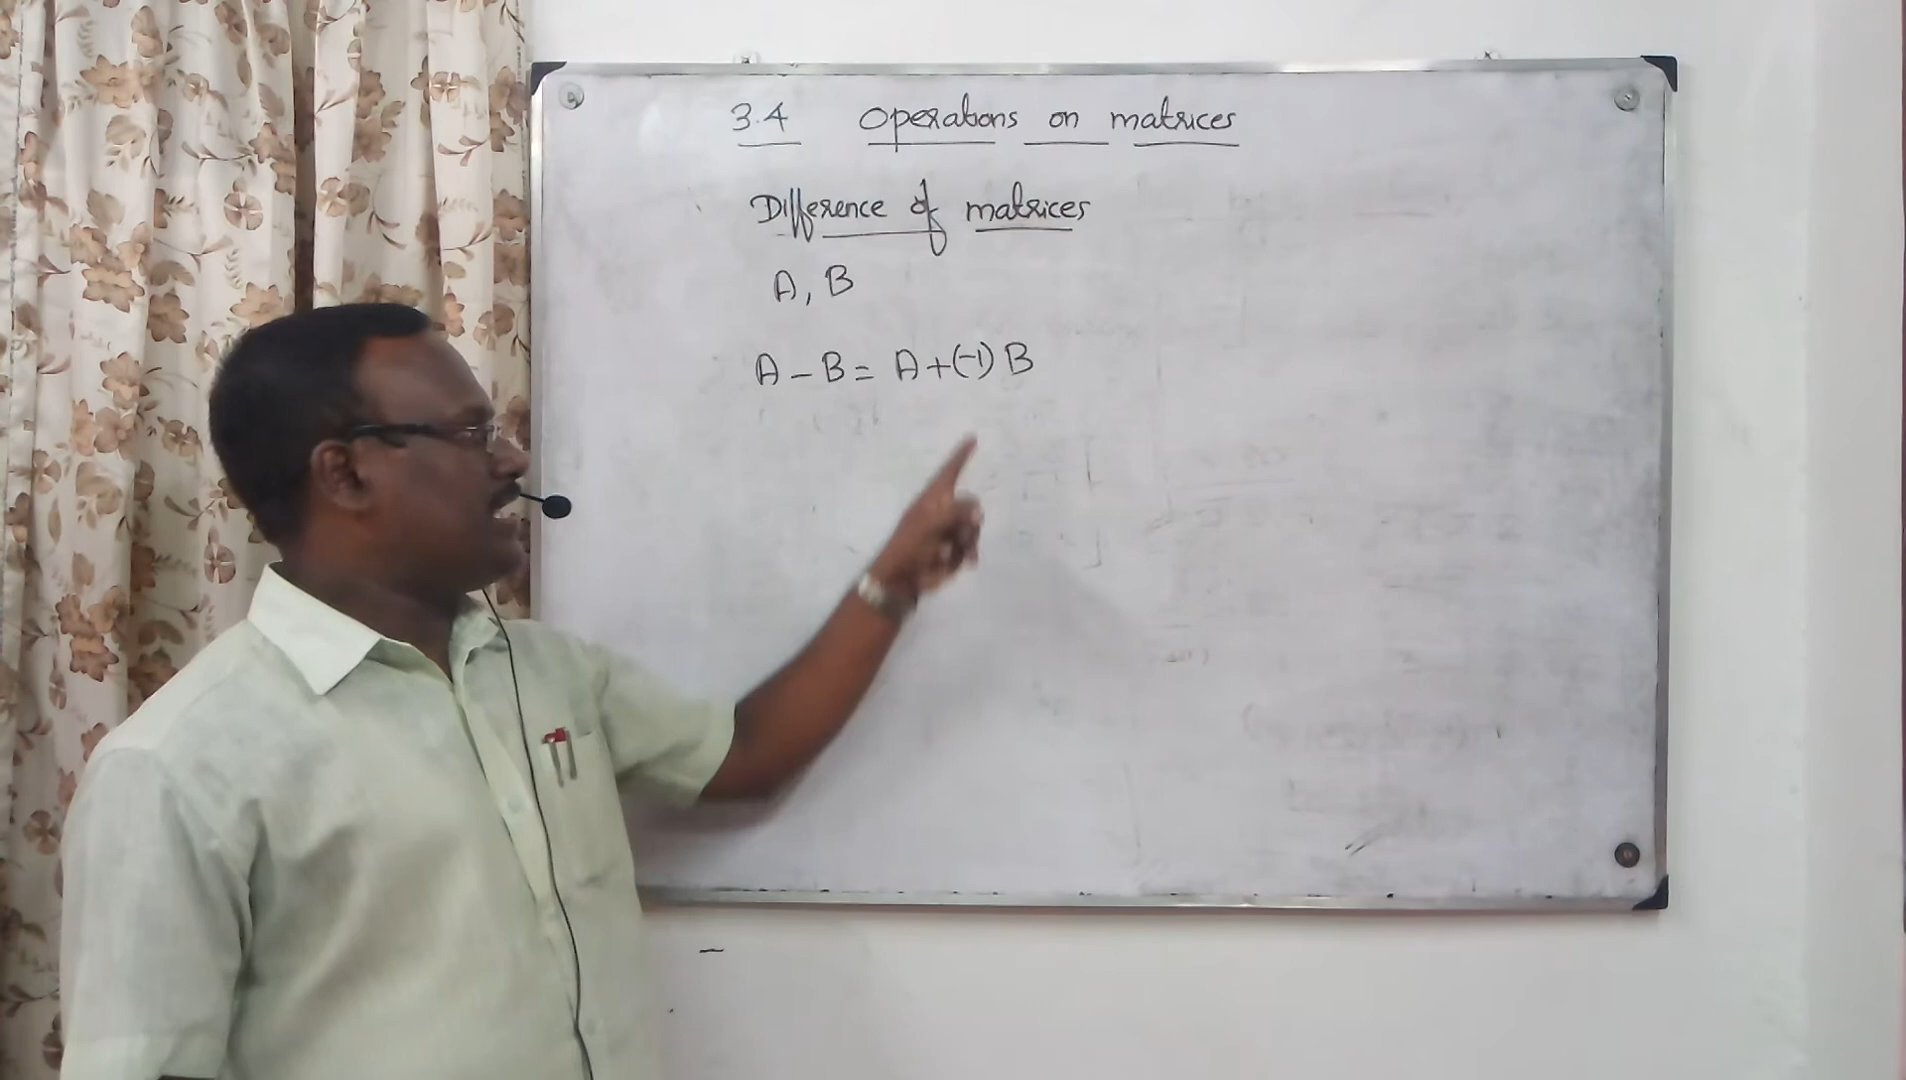 3.4 Operations on matrices
Difference of matrices
A, B
A - B = A + (-1) B